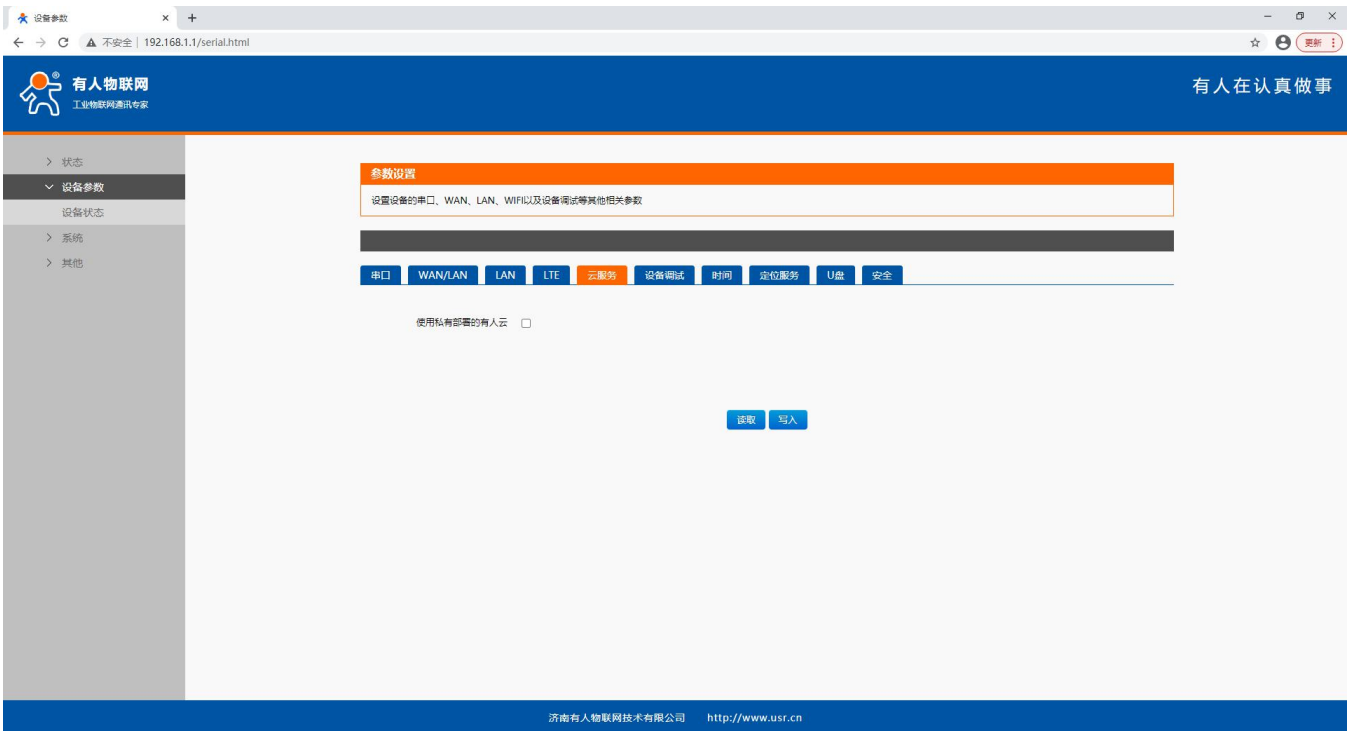 设备参数
不安全 192.168.1.1/serial.html
更新
有人物联网
工业物联网通讯专家
有人在认真做事
状态
设备参数
设备状态
系统
其他
参数设置
设置设备的串口、WAN、LAN、WIFI以及设备调试等其他相关参数
串口 WAN/LAN LAN LTE 云服务 设备调试 时间 定位服务 U盘 安全
使用私有部署的有人云
读取 写入
济南有人物联网技术有限公司 http://www.usr.cn